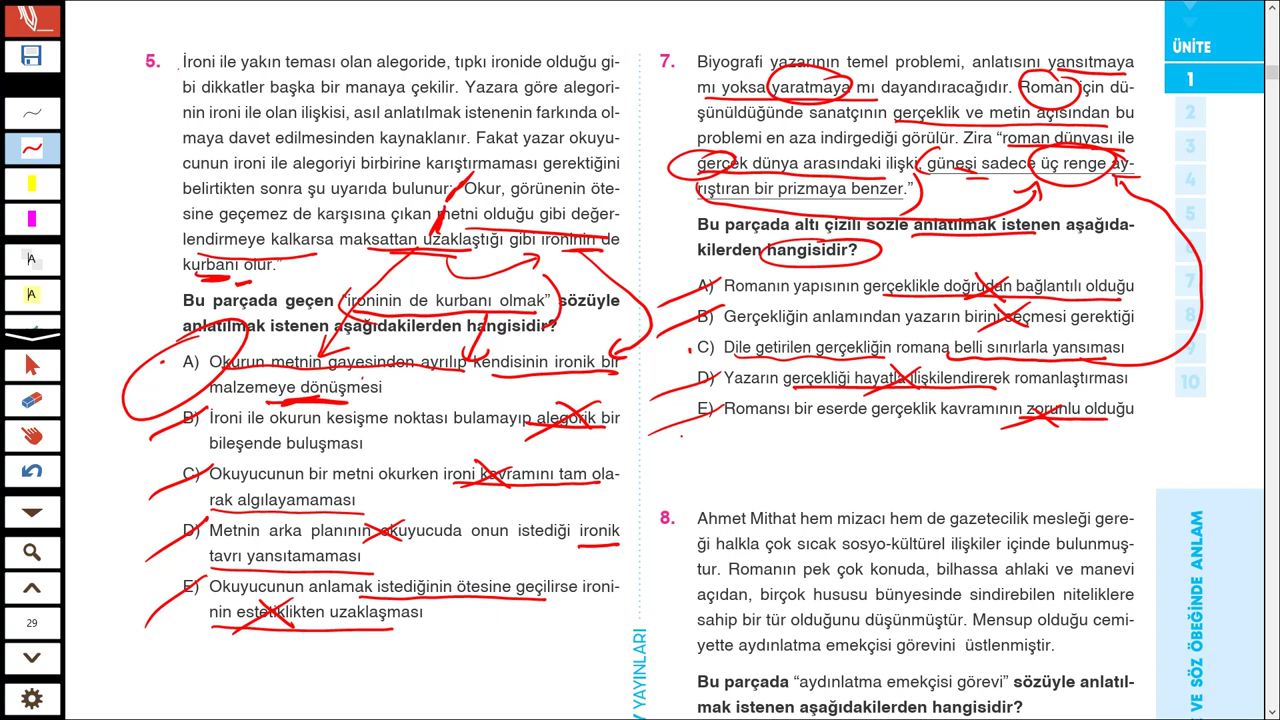 5. İroni ile yakın teması olan alegoride, tıpkı ironide olduğu gi-
bi dikkatler başka bir manaya çekilir. Yazara göre alegori-
nin ironi ile olan ilişkisi, asıl anlatılmak istenenin farkında ol-
maya davet edilmesinden kaynaklanır. Fakat yazar okuyu-
cunun ironi ile alegoriyi birbirine karıştırmaması gerektiğini
belirttikten sonra şu uyarıda bulunur: "Okur, görünenin öte-
sine geçemez de karşısına çıkan metni olduğu gibi değer-
lendirmeye kalkarsa maksattan uzaklaştığı gibi ironinin de
kurbanı olur."
Bu parçada geçen "ironinin de kurbanı olmak" sözüyle
anlatılmak istenen aşağıdakilerden hangisidir?
A) Okurun metnin gayesinden ayrılıp kendisinin ironik bir
malzemeye dönüşmesi
B) İroni ile okurun kesişme noktası bulamayıp alegorik bir
bileşende buluşması
C) Okuyucunun bir metni okurken ironi kavramını tam ola-
rak algılayamaması
D) Metnin arka planının okuyucuda onun istediği ironik
tavrı yansıtamaması
E) Okuyucunun anlamak istediğinin ötesine geçilirse ironi-
nin estetiklikten uzaklaşması
7. Biyografi yazarının temel problemi, anlatısını yansıtmaya
mı yoksa yaratmaya mı dayandıracağıdır. Roman için dü-
şünüldüğünde sanatçının gerçeklik ve metin açısından bu
problemi en aza indirgediği görülür. Zira "roman dünyası ile
gerçek dünya arasındaki ilişki, güneşi sadece üç renge ay-
rıştıran bir prizmaya benzer."
Bu parçada altı çizili sözle anlatılmak istenen aşağıda-
kilerden hangisidir?
A) Romanın yapısının gerçeklikle doğrudan bağlantılı olduğu
B) Gerçekliğin anlamından yazarın birini seçmesi gerektiği
C) Dile getirilen gerçekliğin romana belli sınırlarla yansıması
D) Yazarın gerçekliği hayatla ilişkilendirerek romanlaştırması
E) Romansı bir eserde gerçeklik kavramının zorunlu olduğu
8. Ahmet Mithat hem mizacı hem de gazetecilik mesleği gere-
ği halkla çok sıcak sosyo-kültürel ilişkiler içinde bulunmuş-
tur. Romanın pek çok konuda, bilhassa ahlaki ve manevi
açıdan, birçok hususu bünyesinde sindirebilen niteliklere
sahip bir tür olduğunu düşünmüştür. Mensup olduğu cemi-
yette aydınlatma emekçisi görevini üstlenmiştir.
Bu parçada "aydınlatma emekçisi görevi" sözüyle anlatıl-
mak istenen aşağıdakilerden hangisidir?
ÜNİTE
1
2
3
4
5
6
7
8
9
10
VE SÖZ ÖBEĞİNDE ANLAM
YAYINLARI
A
A
29